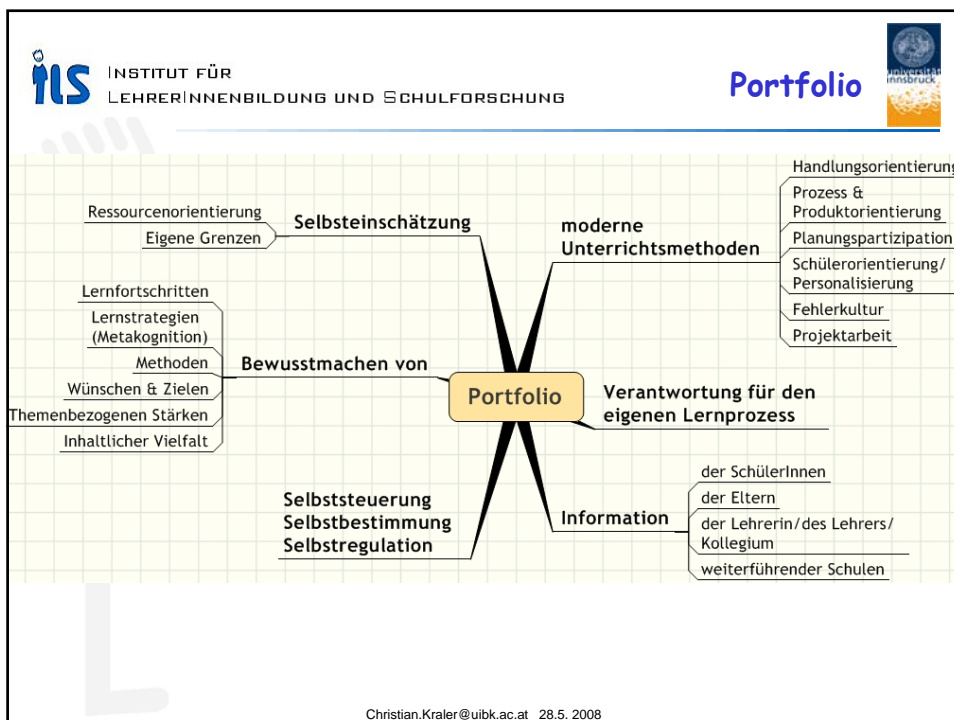 ILS
INSTITUT FÜR
LEHRERINNENBILDUNG UND SCHULFORSCHUNG
Portfolio
universität
innsbruck
Selbsteinschätzung
Ressourcenorientierung
Eigene Grenzen
Bewusstmachen von
Lernfortschritten
Lernstrategien
(Metakognition)
Methoden
Wünschen & Zielen
Themenbezogenen Stärken
Inhaltlicher Vielfalt
Selbststeuerung
Selbstbestimmung
Selbstregulation
Portfolio
moderne
Unterrichtsmethoden
Handlungsorientierung
Prozess &
Produktorientierung
Planungspartizipation
Schülerorientierung/
Personalisierung
Fehlerkultur
Projektarbeit
Verantwortung für den
eigenen Lernprozess
Information
der SchülerInnen
der Eltern
der Lehrerin/des Lehrers/
Kollegium
weiterführender Schulen
Christian.Kraler@uibk.ac.at 28.5. 2008